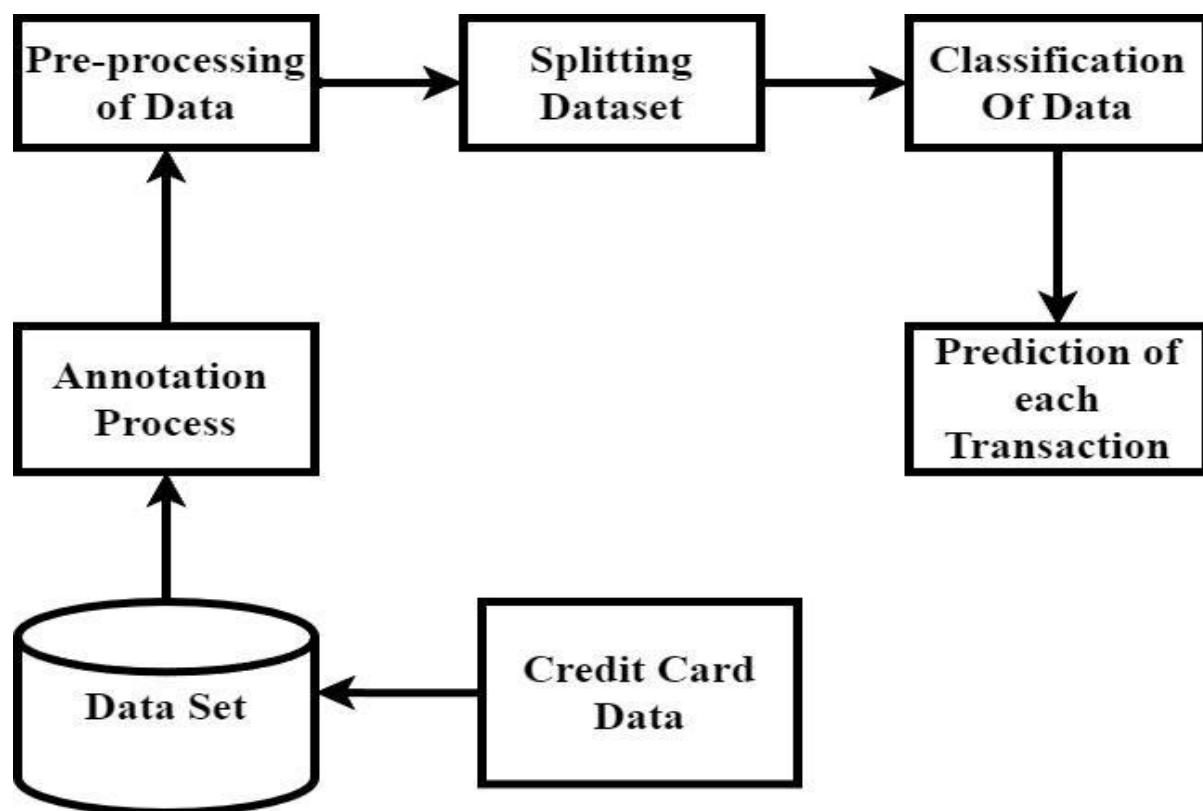 Pre-processing
of Data
Splitting
Dataset
Classification
Of Data
Annotation
Process
Prediction of
each
Transaction
Data Set
Credit Card
Data